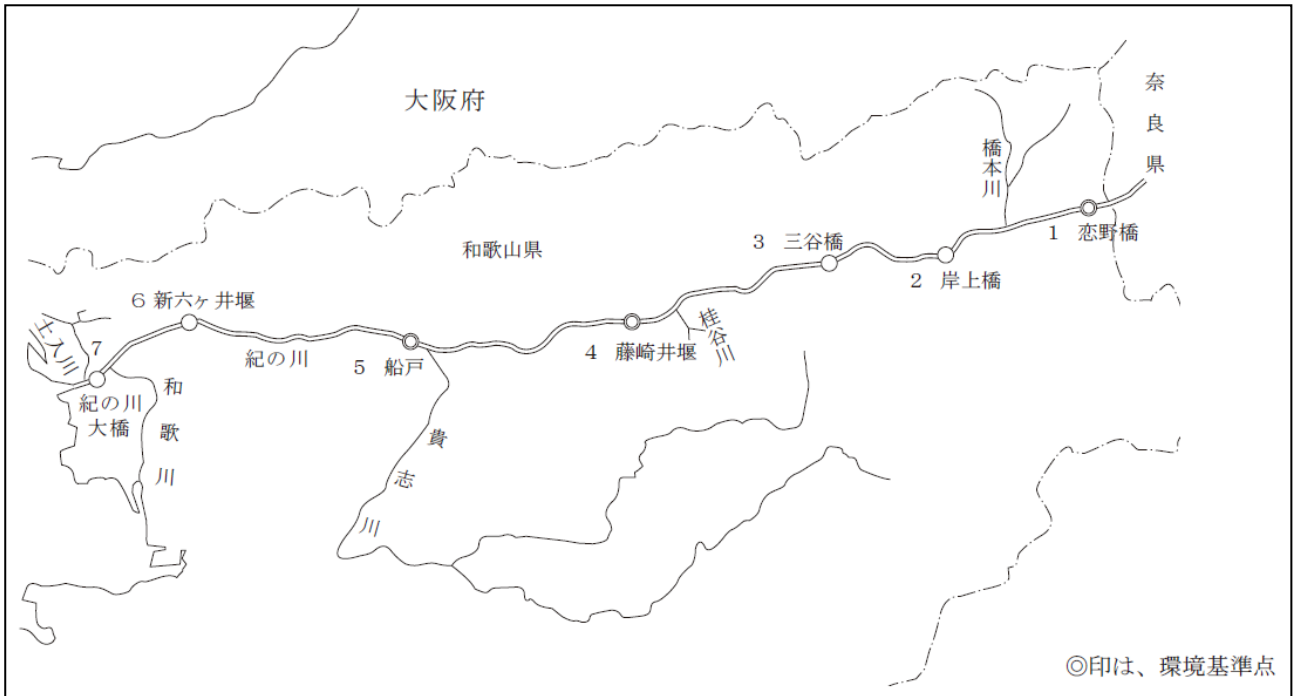 大阪府
奈良県
橋本川
1 恋野橋
和歌山県
3 三谷橋
2 岸上橋
6 新六ヶ井堰
土入川
7
紀の川大橋
和歌川
紀の川
5 船戸
4 藤崎井堰
桂谷川
貴志川
◎印は、環境基準点